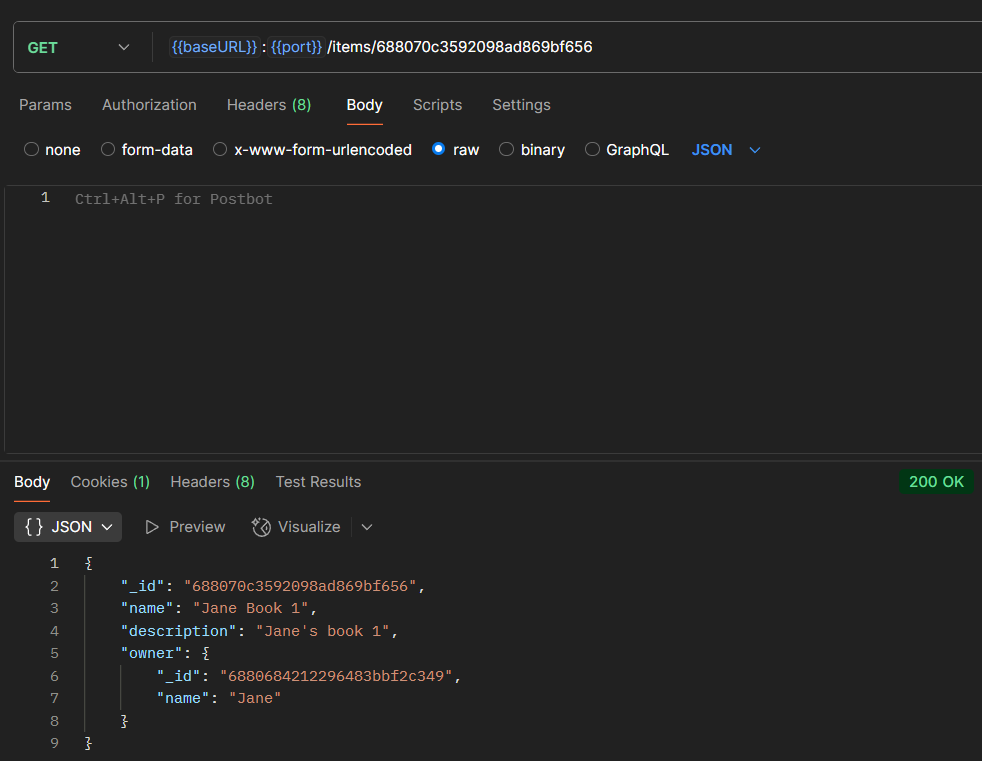 GET {{baseURL}}:{{port}}/items/688070c3592098ad869bf656
Params Authorization Headers (8) Body Scripts Settings
none form-data x-www-form-urlencoded raw binary GraphQL JSON
1 Ctrl+Alt+P for Postbot
Body Cookies (1) Headers (8) Test Results 200 OK
{} JSON Preview Visualize
1 {
2 "_id": "688070c3592098ad869bf656",
3 "name": "Jane Book 1",
4 "description": "Jane's book 1",
5 "owner": {
6 "_id": "6880684212296483bbf2c349",
7 "name": "Jane"
8 }
9 }